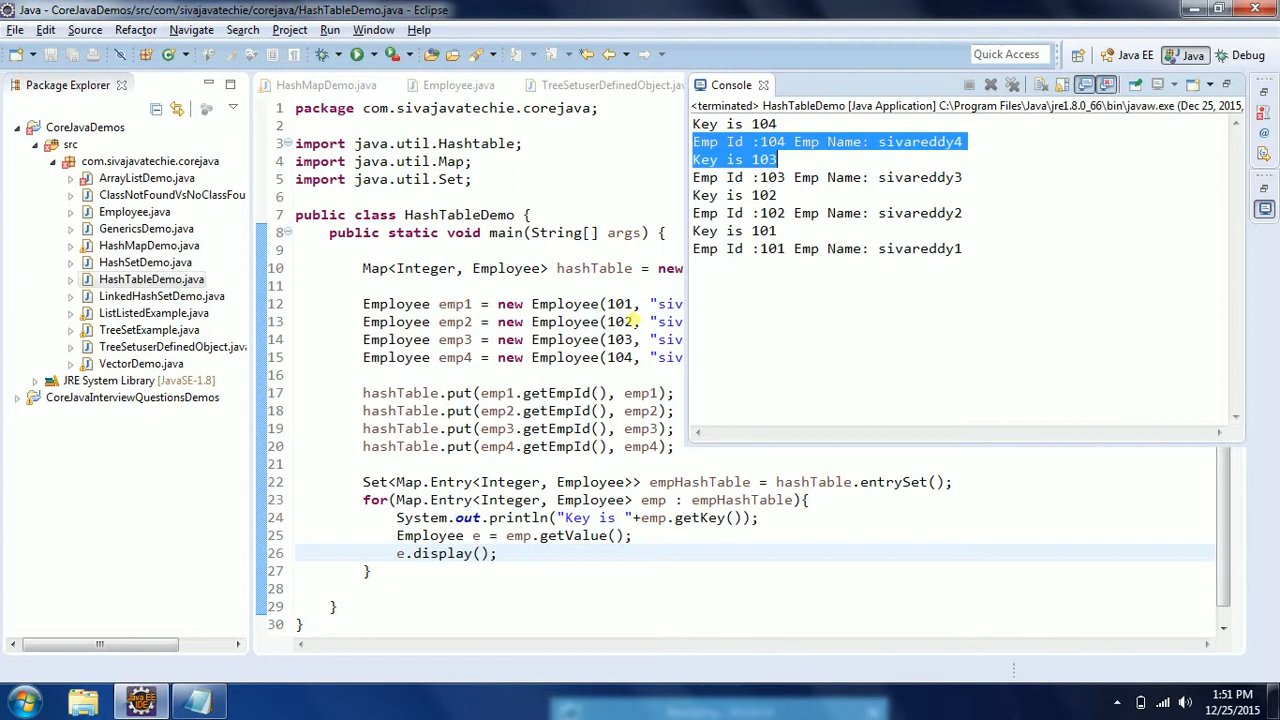 Java - CoreJavaDemos/src/com/sivajavatechie/corejava/HashTableDemo.java - Eclipse
File Edit Source Refactor Navigate Search Project Run Window Help
Quick Access Java EE Java Debug
Package Explorer
CoreJavaDemos
src
com.sivajavatechie.corejava
ArrayListDemo.java
ClassNotFoundVsNoClassFound
Employee.java
GenericsDemo.java
HashMapDemo.java
HashSetDemo.java
HashTableDemo.java
LinkedHashSetDemo.java
ListListedExample.java
TreeSetExample.java
TreeSetuserDefinedObject.java
VectorDemo.java
JRE System Library [JavaSE-1.8]
CoreJavaInterviewQuestionsDemos
HashMapDemo.java Employee.java TreeSetuserDefinedObject.java
1 package com.sivajavatechie.corejava;
2
3 import java.util.Hashtable;
4 import java.util.Map;
5 import java.util.Set;
6
7 public class HashTableDemo {
8 public static void main(String[] args) {
9
10 Map<Integer, Employee> hashTable = new
11
12 Employee emp1 = new Employee(101, "siv
13 Employee emp2 = new Employee(102, "siv
14 Employee emp3 = new Employee(103, "siv
15 Employee emp4 = new Employee(104, "siv
16
17 hashTable.put(emp1.getEmpId(), emp1);
18 hashTable.put(emp2.getEmpId(), emp2);
19 hashTable.put(emp3.getEmpId(), emp3);
20 hashTable.put(emp4.getEmpId(), emp4);
21
22 Set<Map.Entry<Integer, Employee>> empHashTable = hashTable.entrySet();
23 for(Map.Entry<Integer, Employee> emp : empHashTable){
24 System.out.println("Key is "+emp.getKey());
25 Employee e = emp.getValue();
26 e.display();
27 }
28
29 }
30 }
Console
<terminated> HashTableDemo [Java Application] C:\Program Files\Java\jre1.8.0_66\bin\javaw.exe (Dec 25, 2015,
Key is 104
Emp Id :104 Emp Name: sivareddy4
Key is 103
Emp Id :103 Emp Name: sivareddy3
Key is 102
Emp Id :102 Emp Name: sivareddy2
Key is 101
Emp Id :101 Emp Name: sivareddy1
1:51 PM
12/25/2015